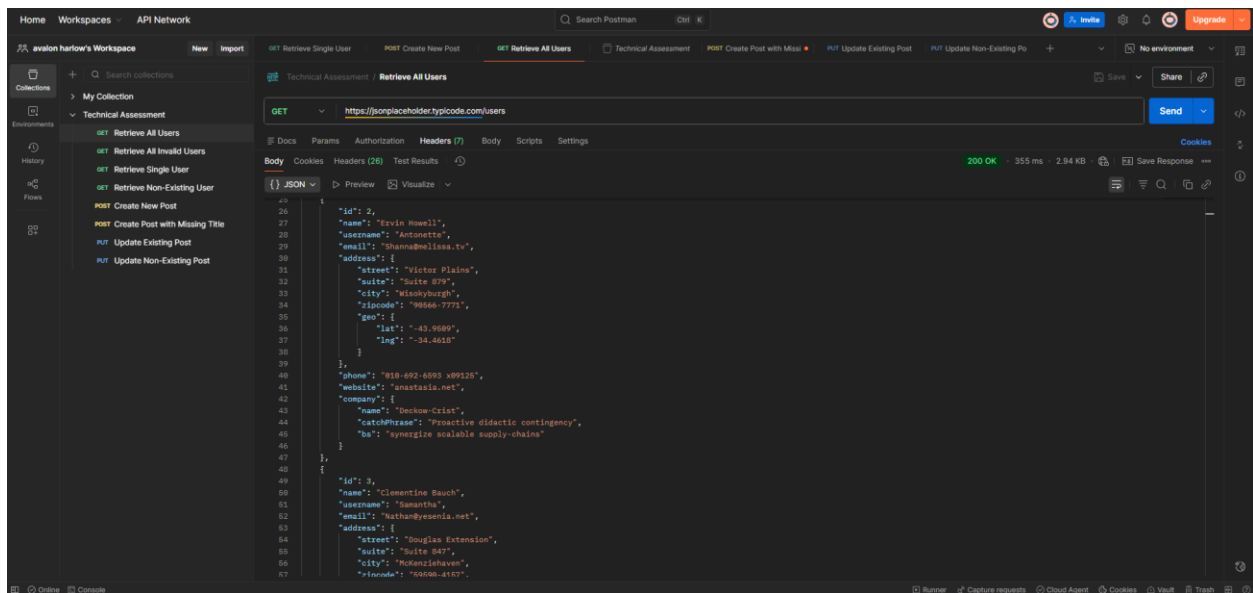 Home Workspaces API Network Search Postman Ctrl K Invite Upgrade
avalon harlow's Workspace New Import GET Retrieve Single User POST Create New Post GET Retrieve All Users Technical Assessment POST Create Post with Missi PUT Update Existing Post PUT Update Non-Existing Po No environment
Collections
Environments
History
Flows
Search collections
My Collection
Technical Assessment
GET Retrieve All Users
GET Retrieve All Invalid Users
GET Retrieve Single User
GET Retrieve Non-Existing User
POST Create New Post
POST Create Post with Missing Title
PUT Update Existing Post
PUT Update Non-Existing Post
Technical Assessment / Retrieve All Users Save Share
GET https://jsonplaceholder.typicode.com/users Send
Docs Params Authorization Headers (7) Body Scripts Settings Cookies
Body Cookies Headers (26) Test Results 200 OK 355 ms 2.94 KB Save Response
{} JSON Preview Visualize
25 {
26 "id": 2,
27 "name": "Ervin Howell",
28 "username": "Antonette",
29 "email": "Shanna@melissa.tv",
30 "address": {
31 "street": "Victor Plains",
32 "suite": "Suite 879",
33 "city": "Wisokyburgh",
34 "zipcode": "90566-7771",
35 "geo": {
36 "lat": "-43.9509",
37 "lng": "-34.4618"
38 }
39 },
40 "phone": "010-692-6593 x09125",
41 "website": "anastasia.net",
42 "company": {
43 "name": "Deckow-Crist",
44 "catchPhrase": "Proactive didactic contingency",
45 "bs": "synergize scalable supply-chains"
46 }
47 },
48 {
49 "id": 3,
50 "name": "Clementine Bauch",
51 "username": "Samantha",
52 "email": "Nathan@yesenia.net",
53 "address": {
54 "street": "Douglas Extension",
55 "suite": "Suite 847",
56 "city": "McKenziehaven",
57 "zipcode": "59590-4157",
Online Console Runner Capture requests Cloud Agent Cookies Vault Trash